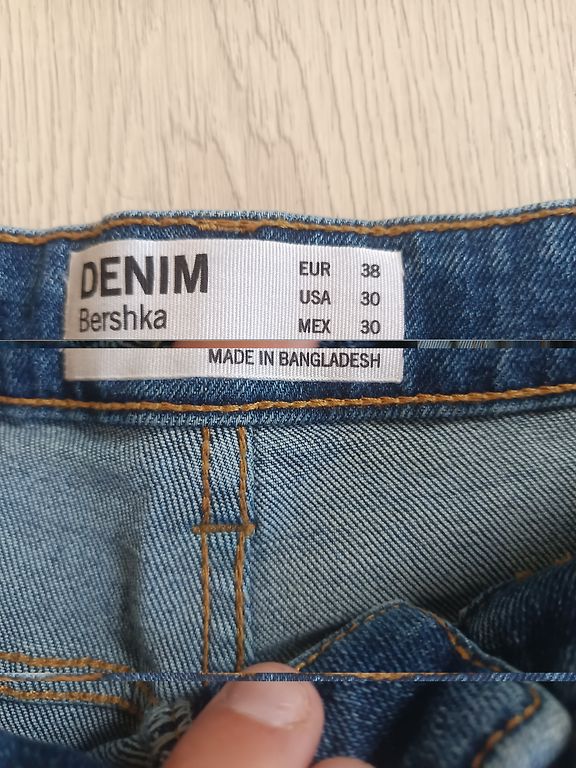 DENIM
Bershka
EUR 38
USA 30
MEX 30
MADE IN BANGLADESH